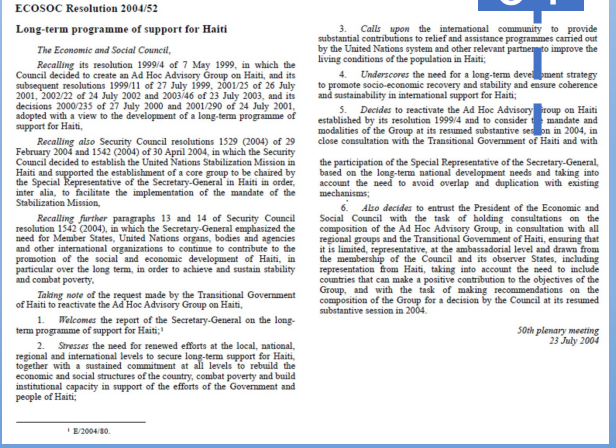 ECOSOC Resolution 2004/52
Long-term programme of support for Haiti
The Economic and Social Council,
Recalling its resolution 1999/4 of 7 May 1999, in which the
Council decided to create an Ad Hoc Advisory Group on Haiti, and its
subsequent resolutions 1999/11 of 27 July 1999, 2001/25 of 26 July
2001, 2002/22 of 24 July 2002 and 2003/46 of 23 July 2003, and its
decisions 2000/235 of 27 July 2000 and 2001/290 of 24 July 2001,
adopted with a view to the development of a long-term programme of
support for Haiti,
Recalling also Security Council resolutions 1529 (2004) of 29
February 2004 and 1542 (2004) of 30 April 2004, in which the Security
Council decided to establish the United Nations Stabilization Mission in
Haiti and supported the establishment of a core group to be chaired by
the Special Representative of the Secretary-General in Haiti in order,
inter alia, to facilitate the implementation of the mandate of the
Stabilization Mission,
Recalling further paragraphs 13 and 14 of Security Council
resolution 1542 (2004), in which the Secretary-General emphasized the
need for Member States, United Nations organs, bodies and agencies
and other international organizations to continue to contribute to the
promotion of the social and economic development of Haiti, in
particular over the long term, in order to achieve and sustain stability
and combat poverty,
Taking note of the request made by the Transitional Government
of Haiti to reactivate the Ad Hoc Advisory Group on Haiti,
1. Welcomes the report of the Secretary-General on the long-
term programme of support for Haiti;¹
2. Stresses the need for renewed efforts at the local, national,
regional and international levels to secure long-term support for Haiti,
together with a sustained commitment at all levels to rebuild the
economic and social structures of the country, combat poverty and build
institutional capacity in support of the efforts of the Government and
people of Haiti;
¹ E/2004/80.
3. Calls upon the international community to provide
substantial contributions to relief and assistance programmes carried out
by the United Nations system and other relevant partners to improve the
living conditions of the population in Haiti;
4. Underscores the need for a long-term development strategy
to promote socio-economic recovery and stability and ensure coherence
and sustainability in international support for Haiti;
5. Decides to reactivate the Ad Hoc Advisory Group on Haiti
established by its resolution 1999/4 and to consider mandate and
modalities of the Group at its resumed substantive session in 2004, in
close consultation with the Transitional Government of Haiti and with
the participation of the Special Representative of the Secretary-General,
based on the long-term national development needs and taking into
account the need to avoid overlap and duplication with existing
mechanisms;
6. Also decides to entrust the President of the Economic and
Social Council with the task of holding consultations on the
composition of the Ad Hoc Advisory Group, in consultation with all
regional groups and the Transitional Government of Haiti, ensuring that
it is limited, representative, at the ambassadorial level and drawn from
the membership of the Council and its observer States, including
representation from Haiti, taking into account the need to include
countries that can make a positive contribution to the objectives of the
Group, and with the task of making recommendations on the
composition of the Group for a decision by the Council at its resumed
substantive session in 2004.
50th plenary meeting
23 July 2004